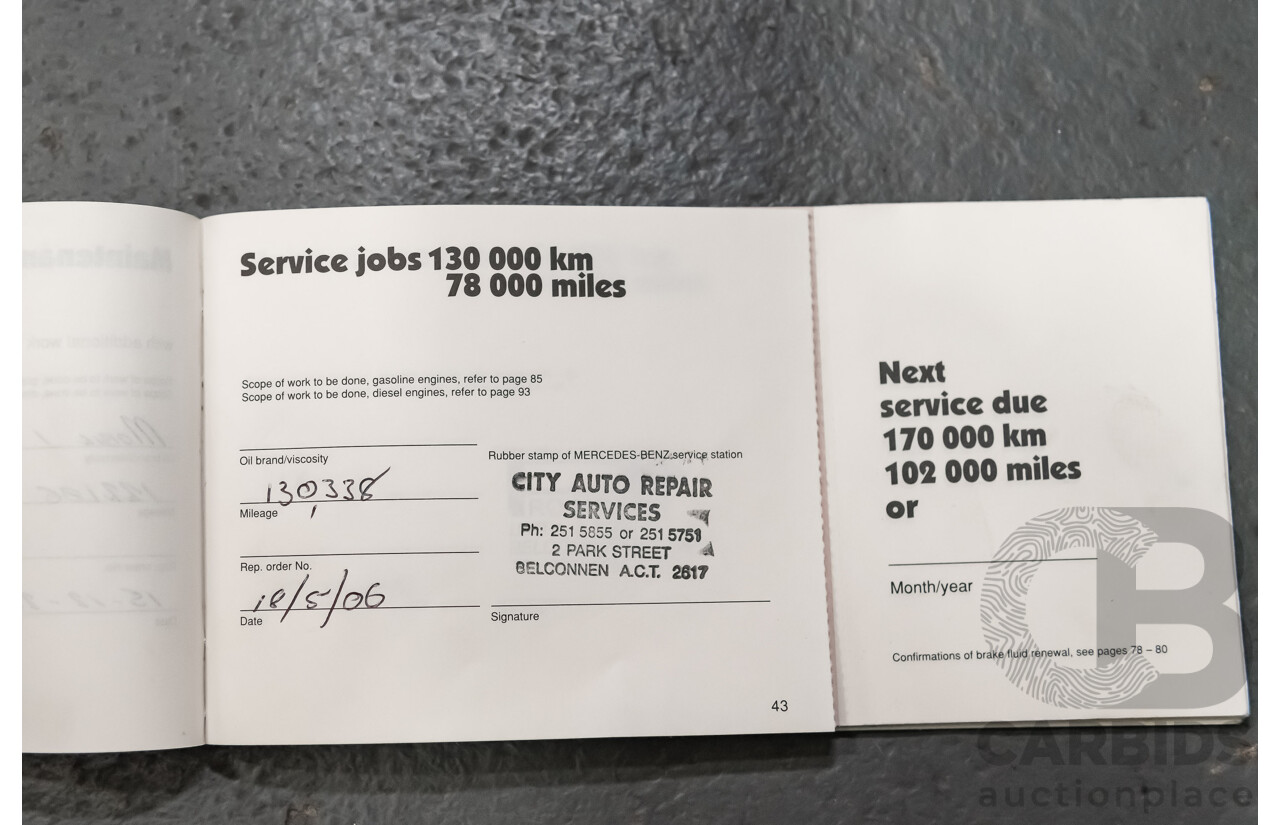 Service jobs 130 000 km
78 000 miles
Scope of work to be done, gasoline engines, refer to page 85
Scope of work to be done, diesel engines, refer to page 93
Oil brand/viscosity
130338
Mileage
Rep. order No.
18/5/06
Date
Rubber stamp of MERCEDES-BENZ service station
CITY AUTO REPAIR
SERVICES
Ph: 251 5855 or 251 5751
2 PARK STREET
BELCONNEN A.C.T. 2617
Signature
43
Next
service due
170 000 km
102 000 miles
or
Month/year
Confirmations of brake fluid renewal, see pages 78 – 80
CB
CARBIDS
auctionplace